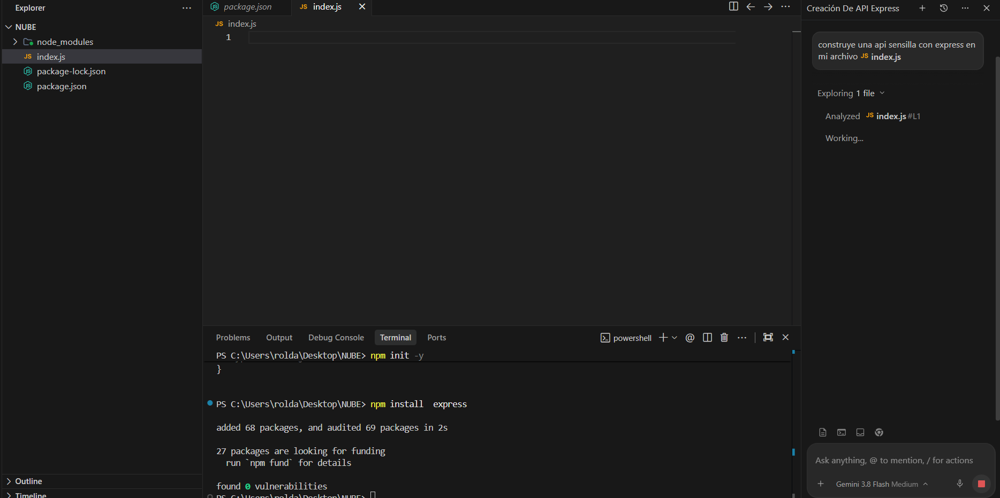 Explorer
NUBE
node_modules
JS index.js
package-lock.json
package.json
Outline
Timeline
package.json
JS index.js
JS index.js
1
Problems Output Debug Console Terminal Ports
powershell
PS C:\Users\rolda\Desktop\NUBE> npm init -y
}
PS C:\Users\rolda\Desktop\NUBE> npm install  express
added 68 packages, and audited 69 packages in 2s
27 packages are looking for funding
run `npm fund` for details
found 0 vulnerabilities
PS C:\Users\rolda\Desktop\NUBE>
Creación De API Express
construye una api sensilla con express en
mi archivo JS index.js
Exploring 1 file
Analyzed JS index.js #L1
Working...
Ask anything, @ to mention, / for actions
Gemini 3.8 Flash Medium